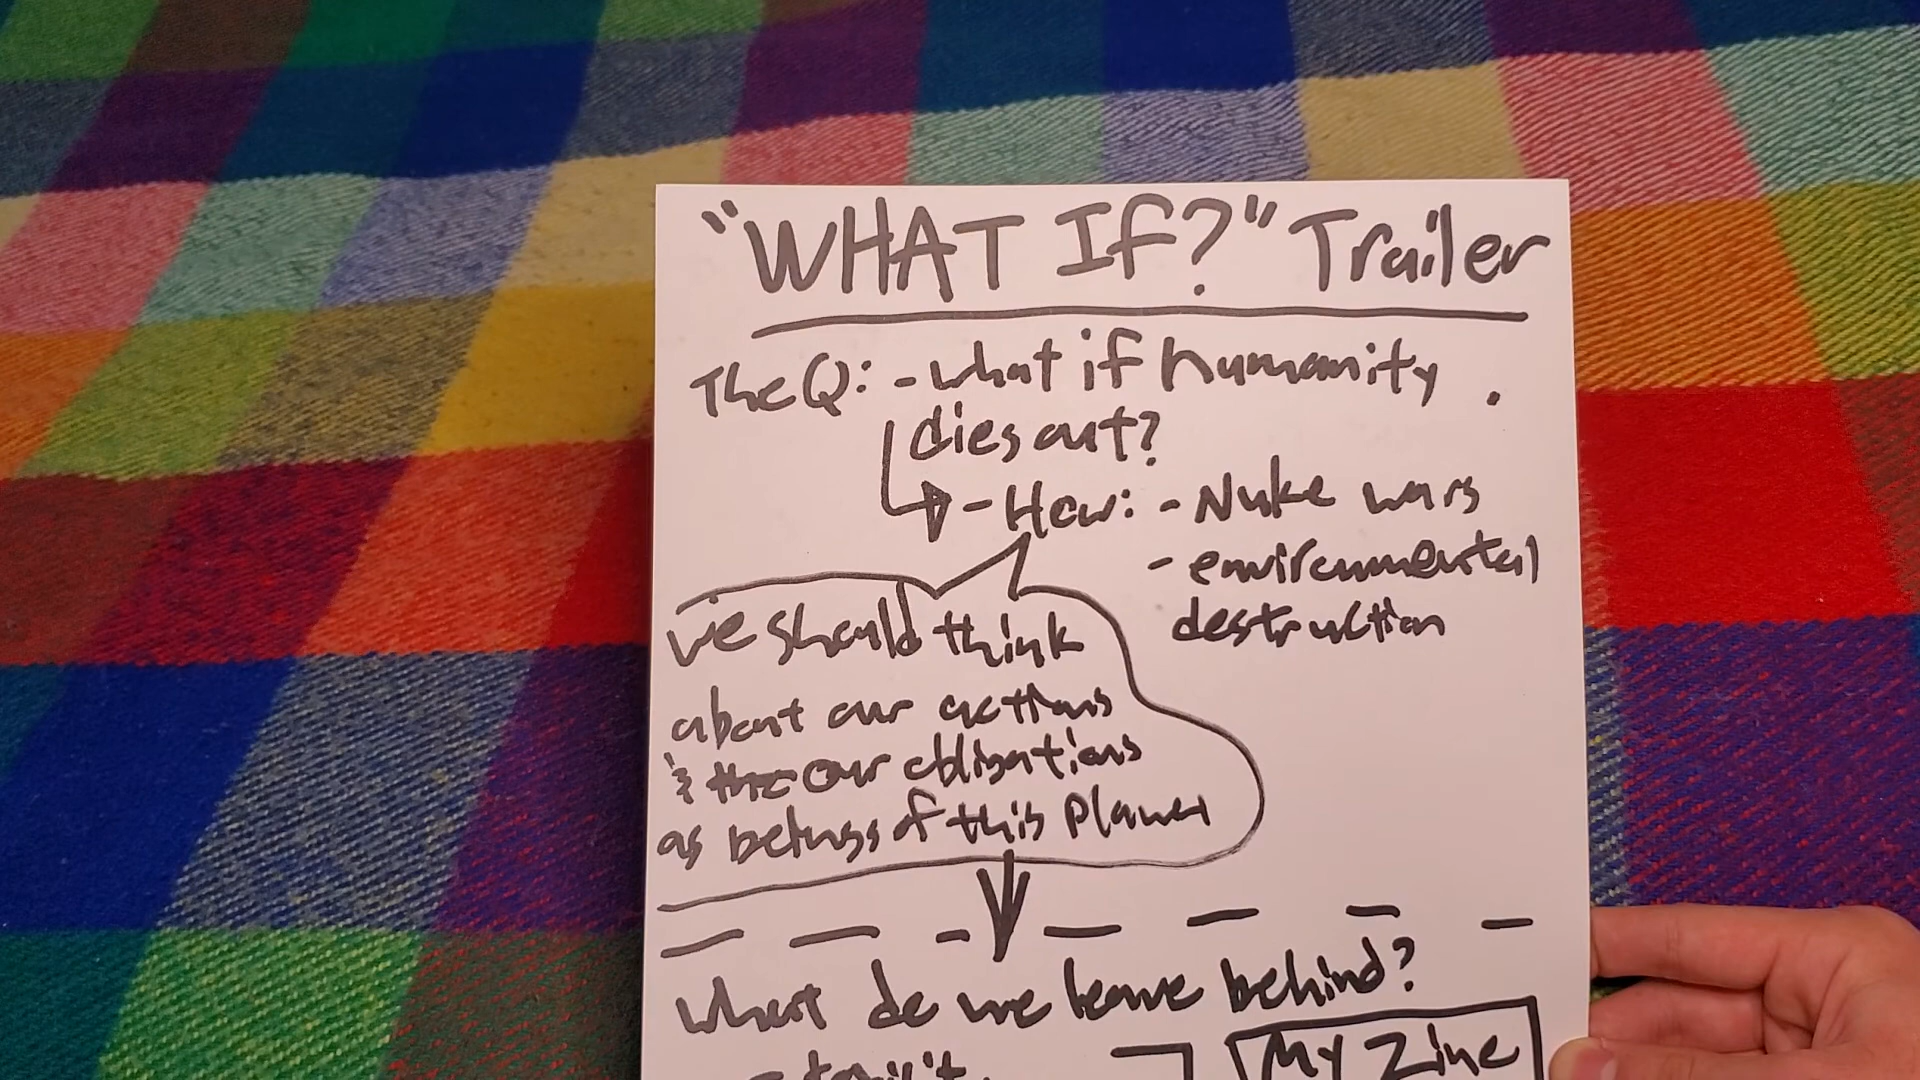 "WHAT If?" Trailer
The Q: - what if humanity
dies out?
- How: - Nuke wars
- environmental
destruction
we should think
about our actions
& the our obligations
as beings of this planet
what do we leave behind?
My Zine